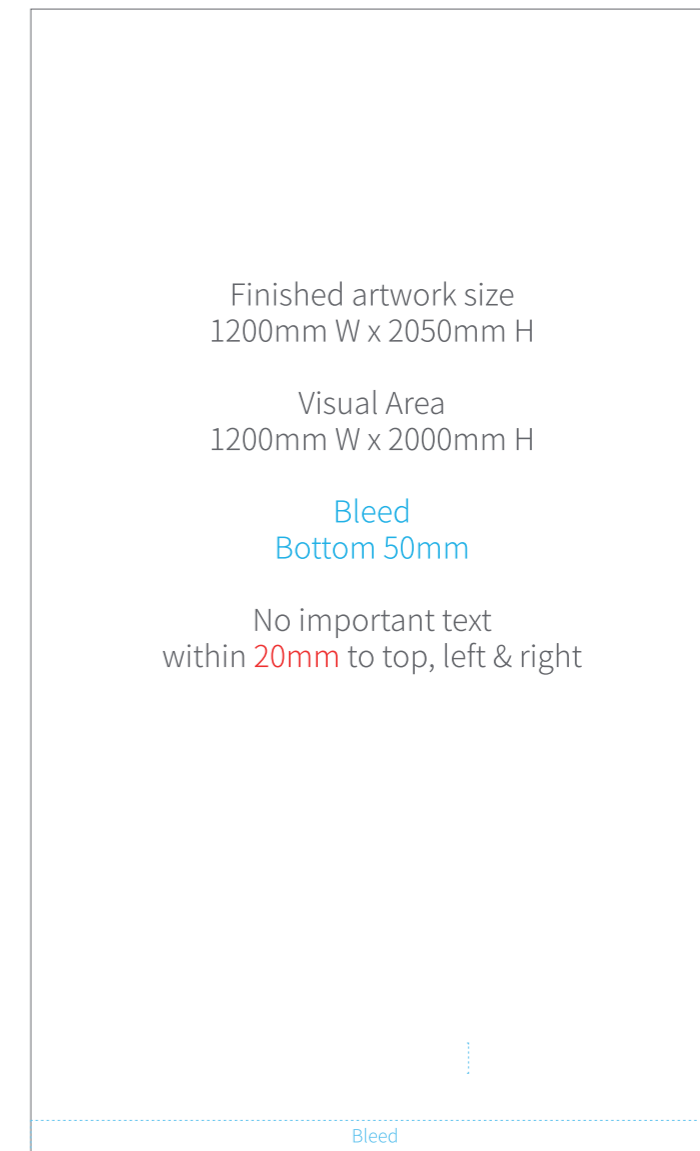 Finished artwork size
1200mm W x 2050mm H
Visual Area
1200mm W x 2000mm H
Bleed
Bottom 50mm
No important text
within 20mm to top, left & right
Bleed